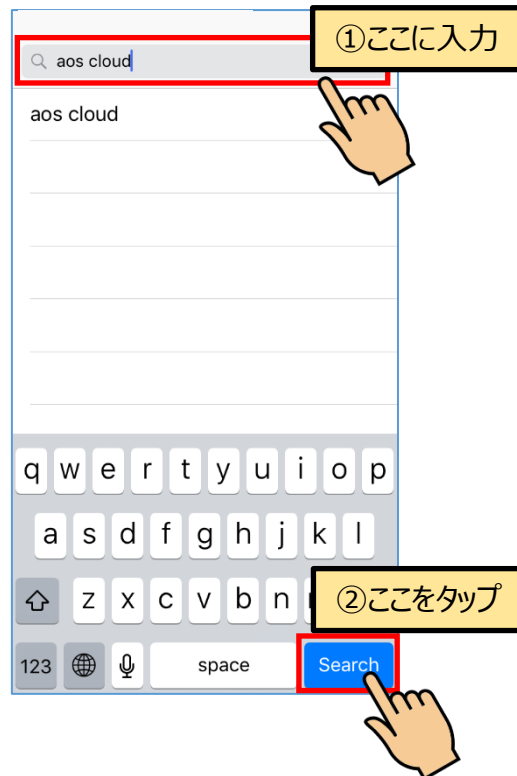 ①ここに入力
aos cloud
aos cloud
q w e r t y u i o p
a s d f g h j k l
z x c v b n
②ここをタップ
123 space Search